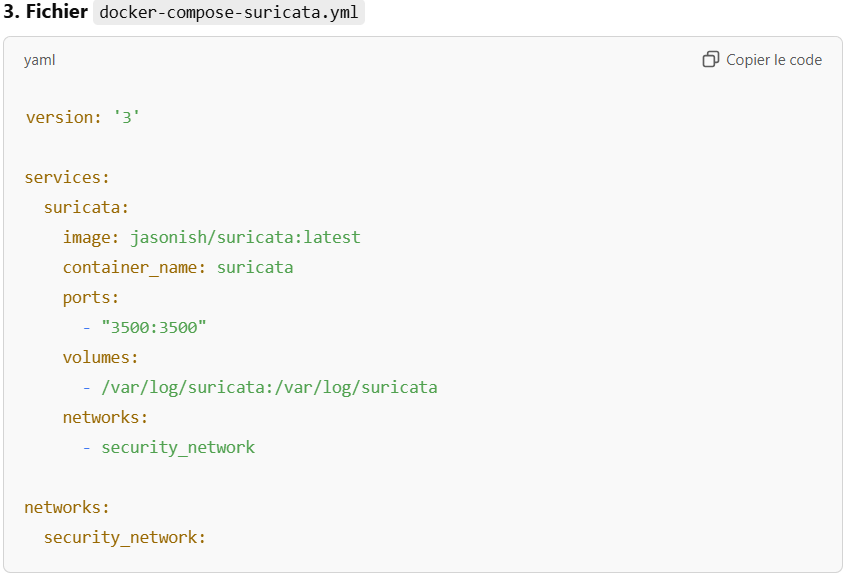 3. Fichier docker-compose-suricata.yml
yaml
Copier le code
version: '3'
services:
  suricata:
    image: jasonish/suricata:latest
    container_name: suricata
    ports:
      - "3500:3500"
    volumes:
      - /var/log/suricata:/var/log/suricata
    networks:
      - security_network
networks:
  security_network: